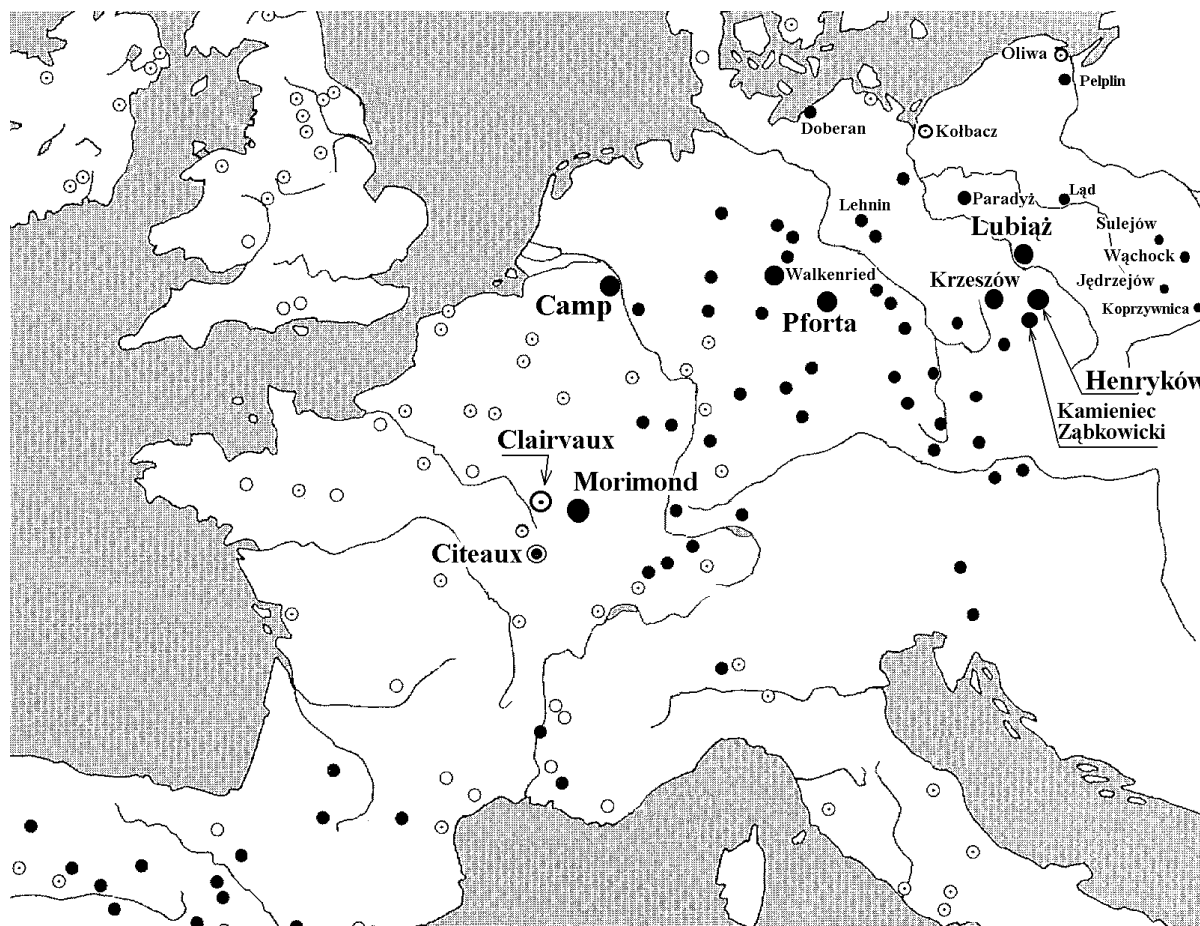 Oliwa
Pelplin
Doberan
Kołbacz
Lehnin
Paradyż
Ląd
Lubiąż
Sulejów
Wąchock
Walkenried
Krzeszów
Jędrzejów
Camp
Pforta
Koprzywnica
Henryków
Kamieniec
Ząbkowicki
Clairvaux
Morimond
Citeaux